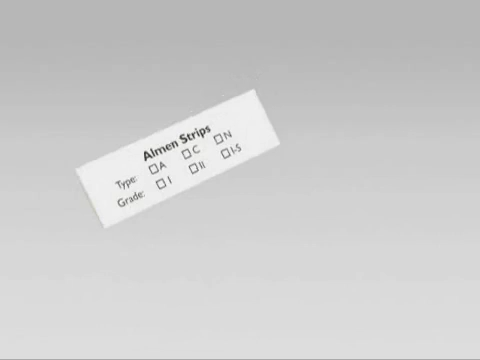 Almen Strips
Type: ☐ A ☐ C ☐ N
Grade: ☐ I ☐ II ☐ I-S